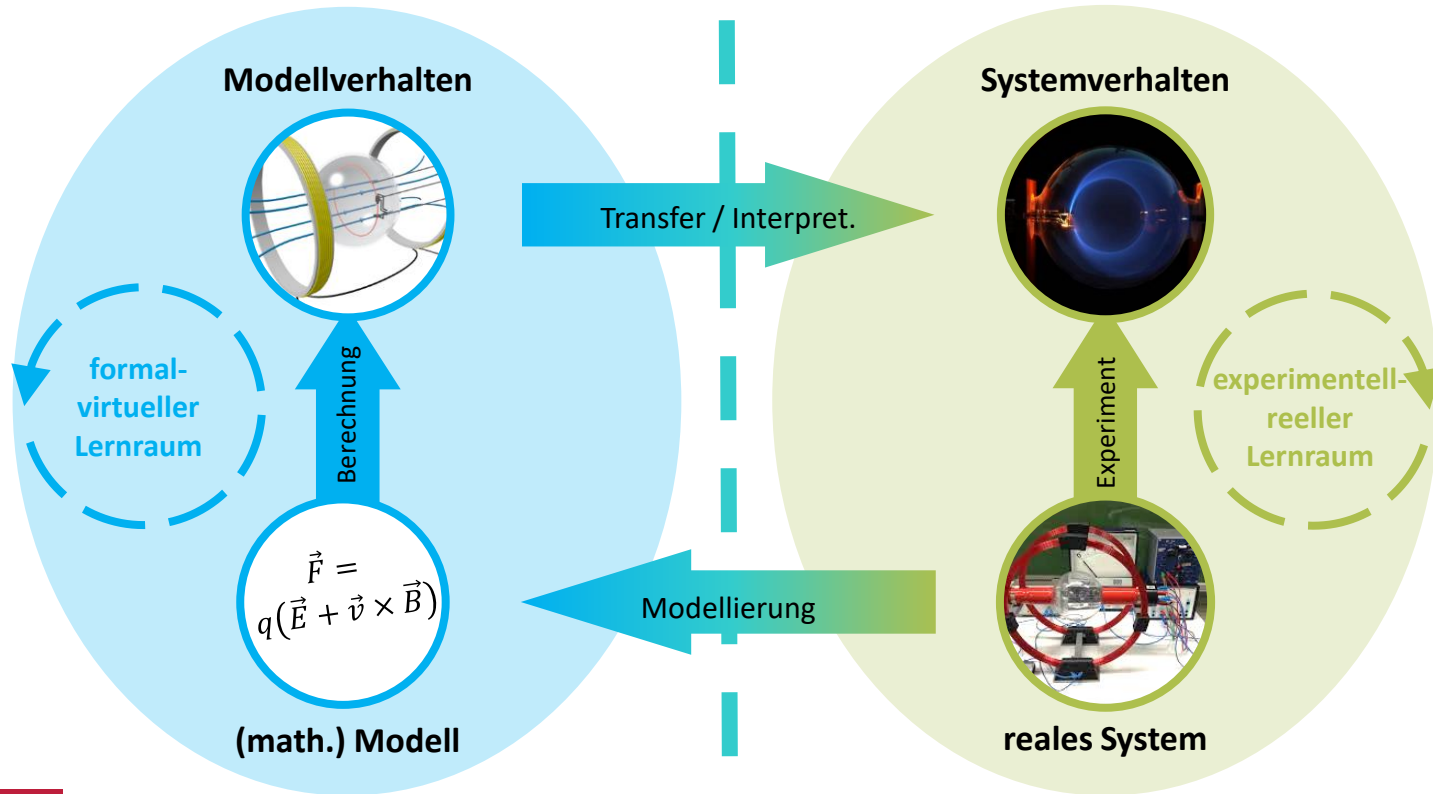 Modellverhalten
Systemverhalten
Transfer / Interpret.
formal-
virtueller
Lernraum
Berechnung
Experiment
experimentell-
reeller
Lernraum
F⃗ =
q(E⃗ + v⃗ × B⃗)
Modellierung
(math.) Modell
reales System